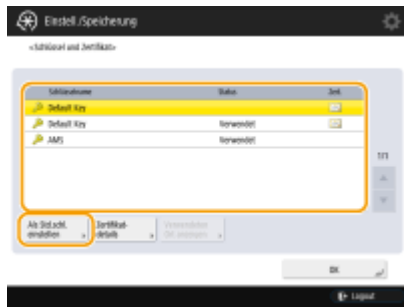 Einstell./Speicherung
<Schlüssel und Zertifikat>
Schlüsselname Status Zert.
Default Key
Default Key Verwendet
AMS Verwendet
1/1
Als Std.schl. einstellen
Zertifikat-details
OK
Logout